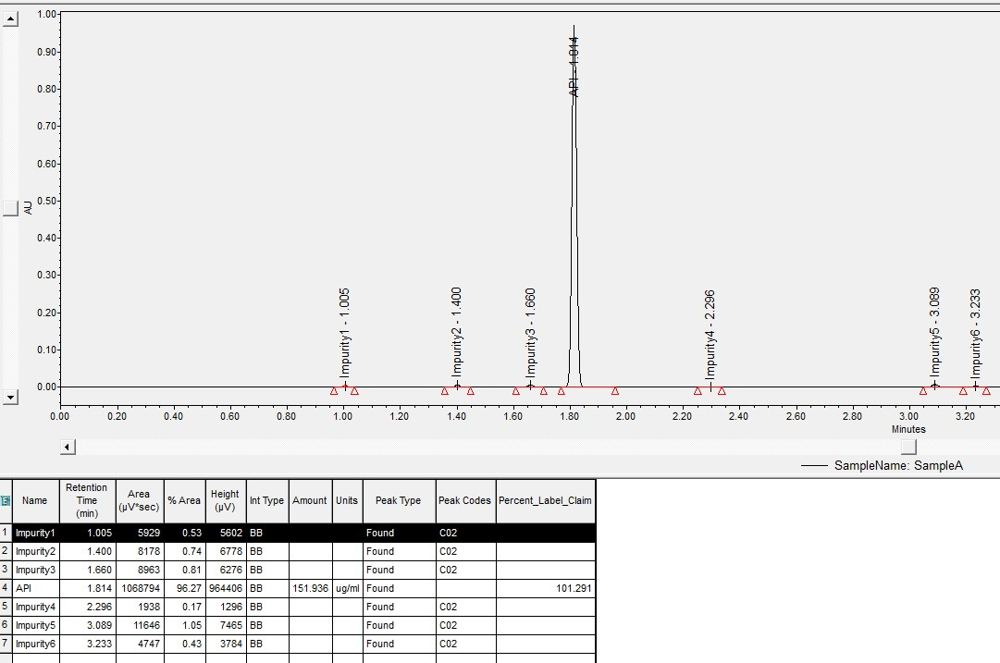 1.00
0.90
0.80
0.70
0.60
0.50
0.40
0.30
0.20
0.10
0.00
AU
Impurity1 - 1.005
Impurity2 - 1.400
Impurity3 - 1.660
API - 1.814
Impurity4 - 2.296
Impurity5 - 3.089
Impurity6 - 3.233
0.00 0.20 0.40 0.60 0.80 1.00 1.20 1.40 1.60 1.80 2.00 2.20 2.40 2.60 2.80 3.00 3.20
Minutes
SampleName: SampleA
Name Retention Time (min) Area (µV*sec) % Area Height (µV) Int Type Amount Units Peak Type Peak Codes Percent_Label_Claim
1 Impurity1 1.005 5929 0.53 5602 BB Found C02
2 Impurity2 1.400 8178 0.74 6778 BB Found C02
3 Impurity3 1.660 8963 0.81 6276 BB Found C02
4 API 1.814 1068794 96.27 964406 BB 151.936 ug/ml Found 101.291
5 Impurity4 2.296 1938 0.17 1296 BB Found C02
6 Impurity5 3.089 11646 1.05 7465 BB Found C02
7 Impurity6 3.233 4747 0.43 3784 BB Found C02